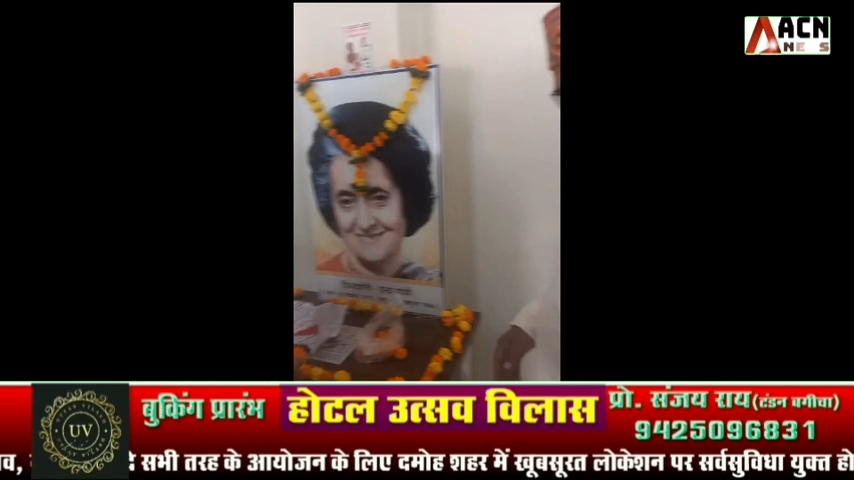 ACN
NEWS
बुकिंग प्रारंभ
होटल उत्सव विलास
प्रो. संजय राय(टंडन बगीचा)
9425096831
UV
सभी तरह के आयोजन के लिए दमोह शहर में खूबसूरत लोकेशन पर सर्वसुविधा युक्त हो